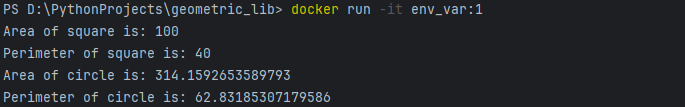 PS D:\PythonProjects\geometric_lib> docker run -it env_var:1
Area of square is: 100
Perimeter of square is: 40
Area of circle is: 314.1592653589793
Perimeter of circle is: 62.83185307179586